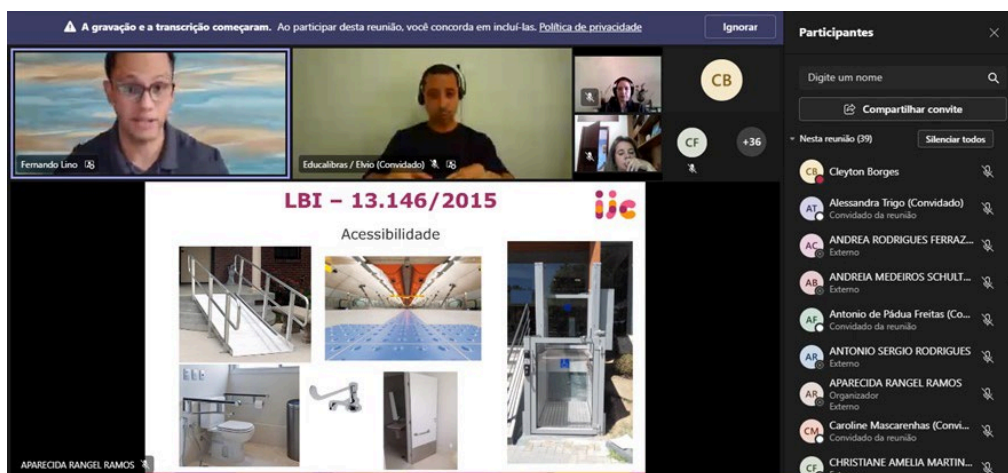 A gravação e a transcrição começaram. Ao participar desta reunião, você concorda em incluí-las. Política de privacidade
Ignorar
Fernando Lino
Educalibras / Elvio (Convidado)
CB
CF
+36
LBI – 13.146/2015
ijc
Acessibilidade
APARECIDA RANGEL RAMOS
Participantes
Digite um nome
Compartilhar convite
Nesta reunião (39)
Silenciar todos
CB
Cleyton Borges
AT
Alessandra Trigo (Convidado)
Convidado da reunião
AC
ANDREA RODRIGUES FERRAZ...
Externo
AB
ANDREIA MEDEIROS SCHULT...
Externo
AF
Antonio de Pádua Freitas (Co...
Convidado da reunião
AR
ANTONIO SERGIO RODRIGUES
Externo
AR
APARECIDA RANGEL RAMOS
Organizador
Externo
CM
Caroline Mascarenhas (Convi...
Convidado da reunião
CF
CHRISTIANE AMELIA MARTIN...